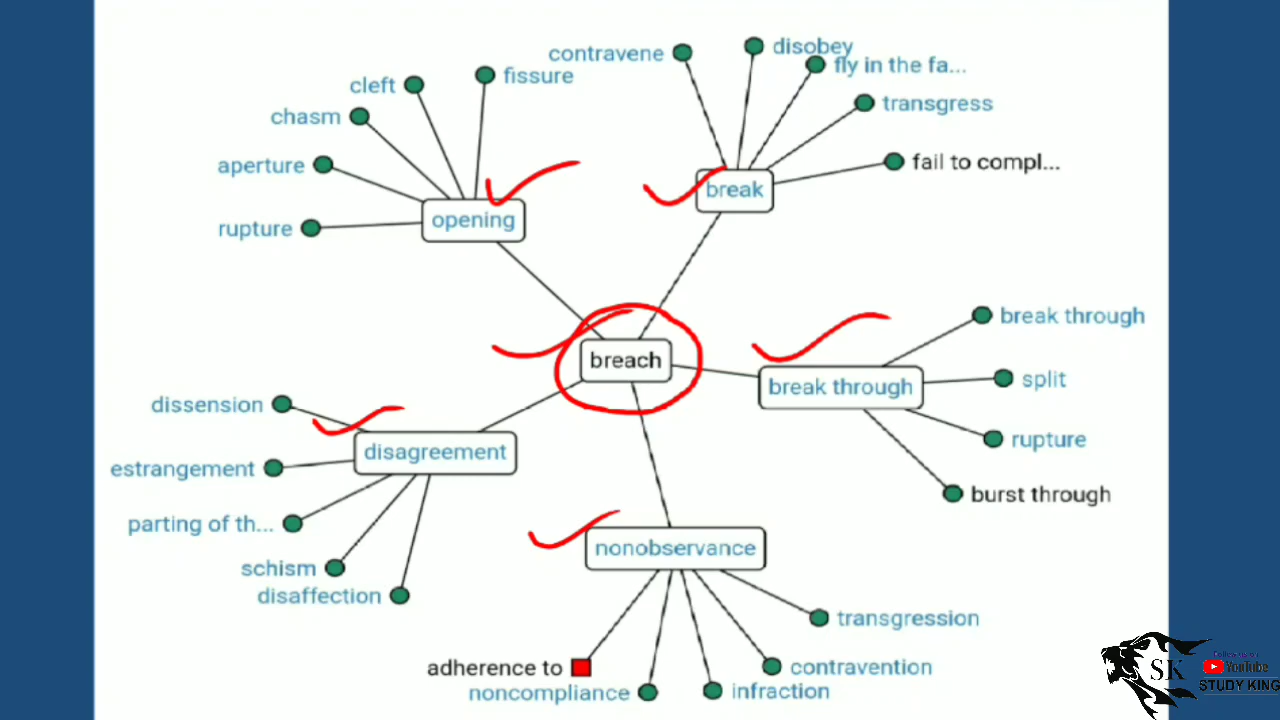 contravene
disobey
fly in the fa...
transgress
fail to compl...
break
fissure
cleft
chasm
aperture
rupture
opening
breach
break through
break through
split
rupture
burst through
dissension
disagreement
estrangement
parting of th...
schism
disaffection
nonobservance
transgression
contravention
infraction
noncompliance
adherence to
SK
YouTube
STUDY KING